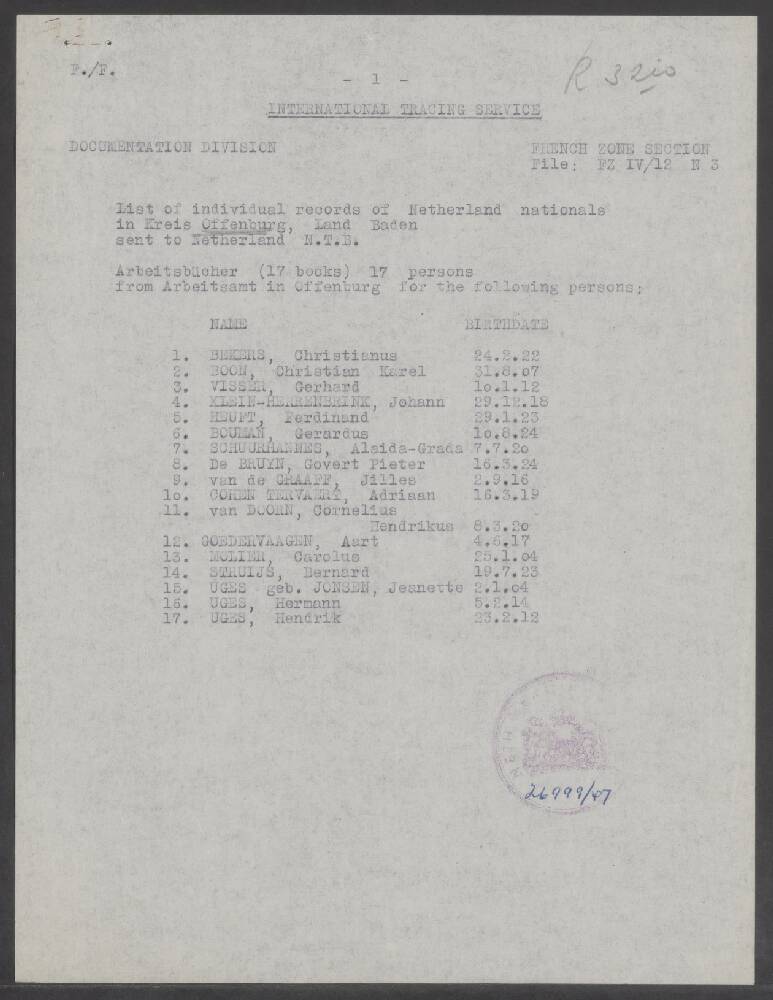 F./F.
- 1 -
R 3210
INTERNATIONAL TRACING SERVICE
DOCUMENTATION DIVISION
FRENCH ZONE SECTION
File: FZ IV/12 N 3
List of individual records of Netherland nationals
in Kreis Offenburg, Land Baden
sent to Netherland N.T.B.
Arbeitsbücher (17 books) 17 persons
from Arbeitsamt in Offenburg for the following persons:
NAME BIRTHDATE
1. BEKERS, Christianus 24.2.22
2. BOON, Christian Karel 31.8.o7
3. VISSER, Gerhard 1o.1.12
4. KLEIN-HERRENBRINK, Johann 29.12.18
5. HEUFT, Ferdinand 29.1.23
6. BOUMAN, Gerardus 1o.8.24
7. SCHUURHANNES, Alaida-Grada 7.7.2o
8. De BRUYN, Govert Pieter 16.3.24
9. van de GRAAFF, Jilles 2.9.16
1o. COHEN TERVAERT, Adriaan 16.3.19
11. van DOORN, Cornelius
Hendrikus 8.3.2o
12. GOEDERVAAGEN, Aart 4.6.17
13. MOLIER, Carolus 25.1.o4
14. STRUIJS, Bernard 19.7.23
15. UGES geb. JONSEN, Jeanette 2.1.o4
16. UGES, Hermann 5.2.14
17. UGES, Hendrik 23.2.12
26999/47